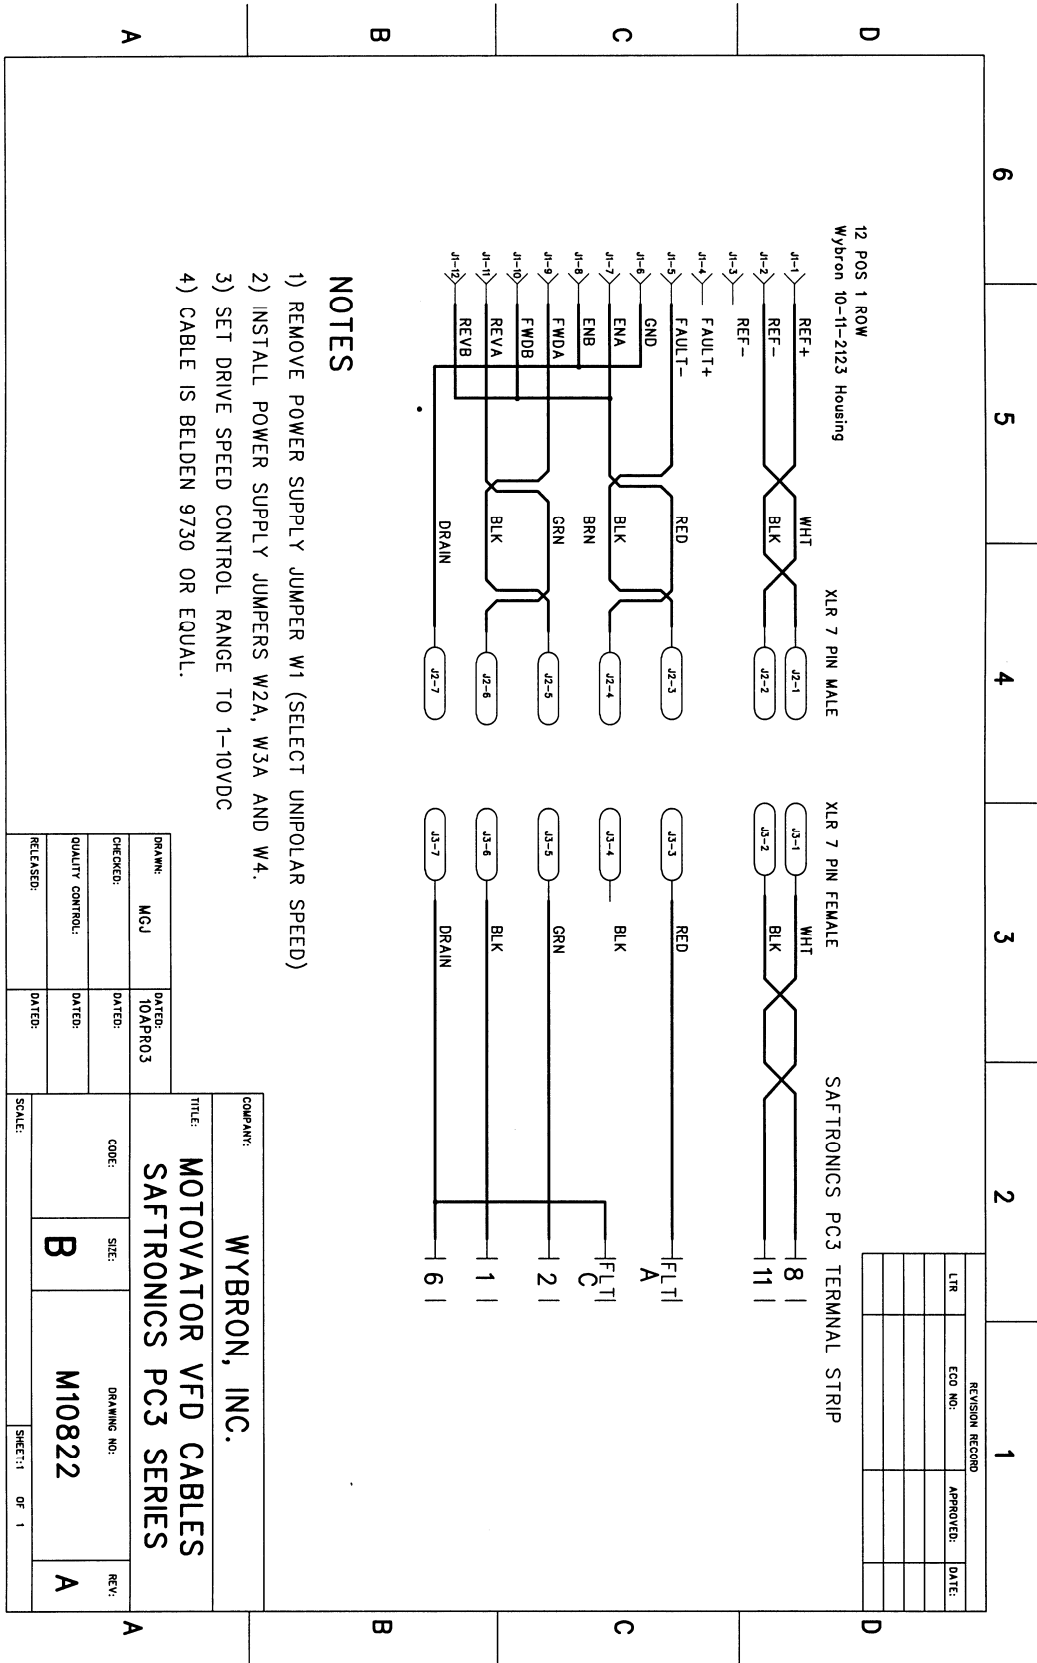 6
5
4
3
2
1
D
C
B
A
D
C
B
A
REVISION RECORD
LTR
ECO NO:
APPROVED:
DATE:
12 POS 1 ROW
Wybron 10-11-2123 Housing
XLR 7 PIN MALE
XLR 7 PIN FEMALE
SAFTRONICS PC3 TERMNAL STRIP
J1-1
REF+
WHT
J2-1
J3-1
WHT
8
J1-2
REF-
BLK
J2-2
J3-2
BLK
11
J1-3
REF-
J1-4
FAULT+
J1-5
FAULT-
RED
J2-3
J3-3
RED
FLT
A
J1-6
GND
J1-7
ENA
BLK
J2-4
J3-4
BLK
FLT
C
J1-8
ENB
BRN
J1-9
FWDA
GRN
J2-5
J3-5
GRN
2
J1-10
FWDB
J1-11
REVA
BLK
J2-6
J3-6
BLK
1
J1-12
REVB
DRAIN
J2-7
J3-7
DRAIN
6
NOTES
1) REMOVE POWER SUPPLY JUMPER W1 (SELECT UNIPOLAR SPEED)
2) INSTALL POWER SUPPLY JUMPERS W2A, W3A AND W4.
3) SET DRIVE SPEED CONTROL RANGE TO 1-10VDC
4) CABLE IS BELDEN 9730 OR EQUAL.
COMPANY:
WYBRON, INC.
TITLE:
MOTOVATOR VFD CABLES
SAFTRONICS PC3 SERIES
DRAWN:
MGJ
DATED:
10APR03
CHECKED:
DATED:
QUALITY CONTROL:
DATED:
RELEASED:
DATED:
CODE:
SIZE:
B
DRAWING NO:
M10822
REV:
A
SCALE:
SHEET:1 OF 1